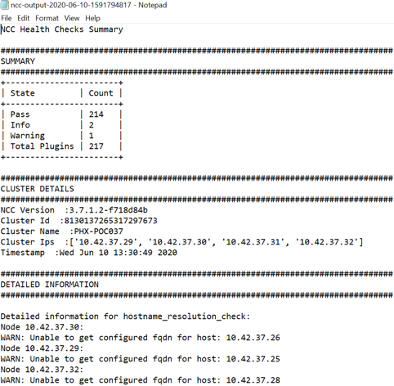 ncc-output-2020-06-10-1591794817 - Notepad
File Edit Format View Help
NCC Health Checks Summary
###############################################################################
SUMMARY
###############################################################################
+-----------------------+
| State | Count |
+-----------------------+
| Pass | 214 |
| Info | 2 |
| Warning | 1 |
| Total Plugins | 217 |
+-----------------------+
###############################################################################
CLUSTER DETAILS
###############################################################################
NCC Version :3.7.1.2-f718d84b
Cluster Id :8130137265317297673
Cluster Name :PHX-POC037
Cluster Ips :['10.42.37.29', '10.42.37.30', '10.42.37.31', '10.42.37.32']
Timestamp :Wed Jun 10 13:30:49 2020
###############################################################################
DETAILED INFORMATION
###############################################################################
Detailed information for hostname_resolution_check:
Node 10.42.37.30:
WARN: Unable to get configured fqdn for host: 10.42.37.26
Node 10.42.37.29:
WARN: Unable to get configured fqdn for host: 10.42.37.25
Node 10.42.37.32:
WARN: Unable to get configured fqdn for host: 10.42.37.28